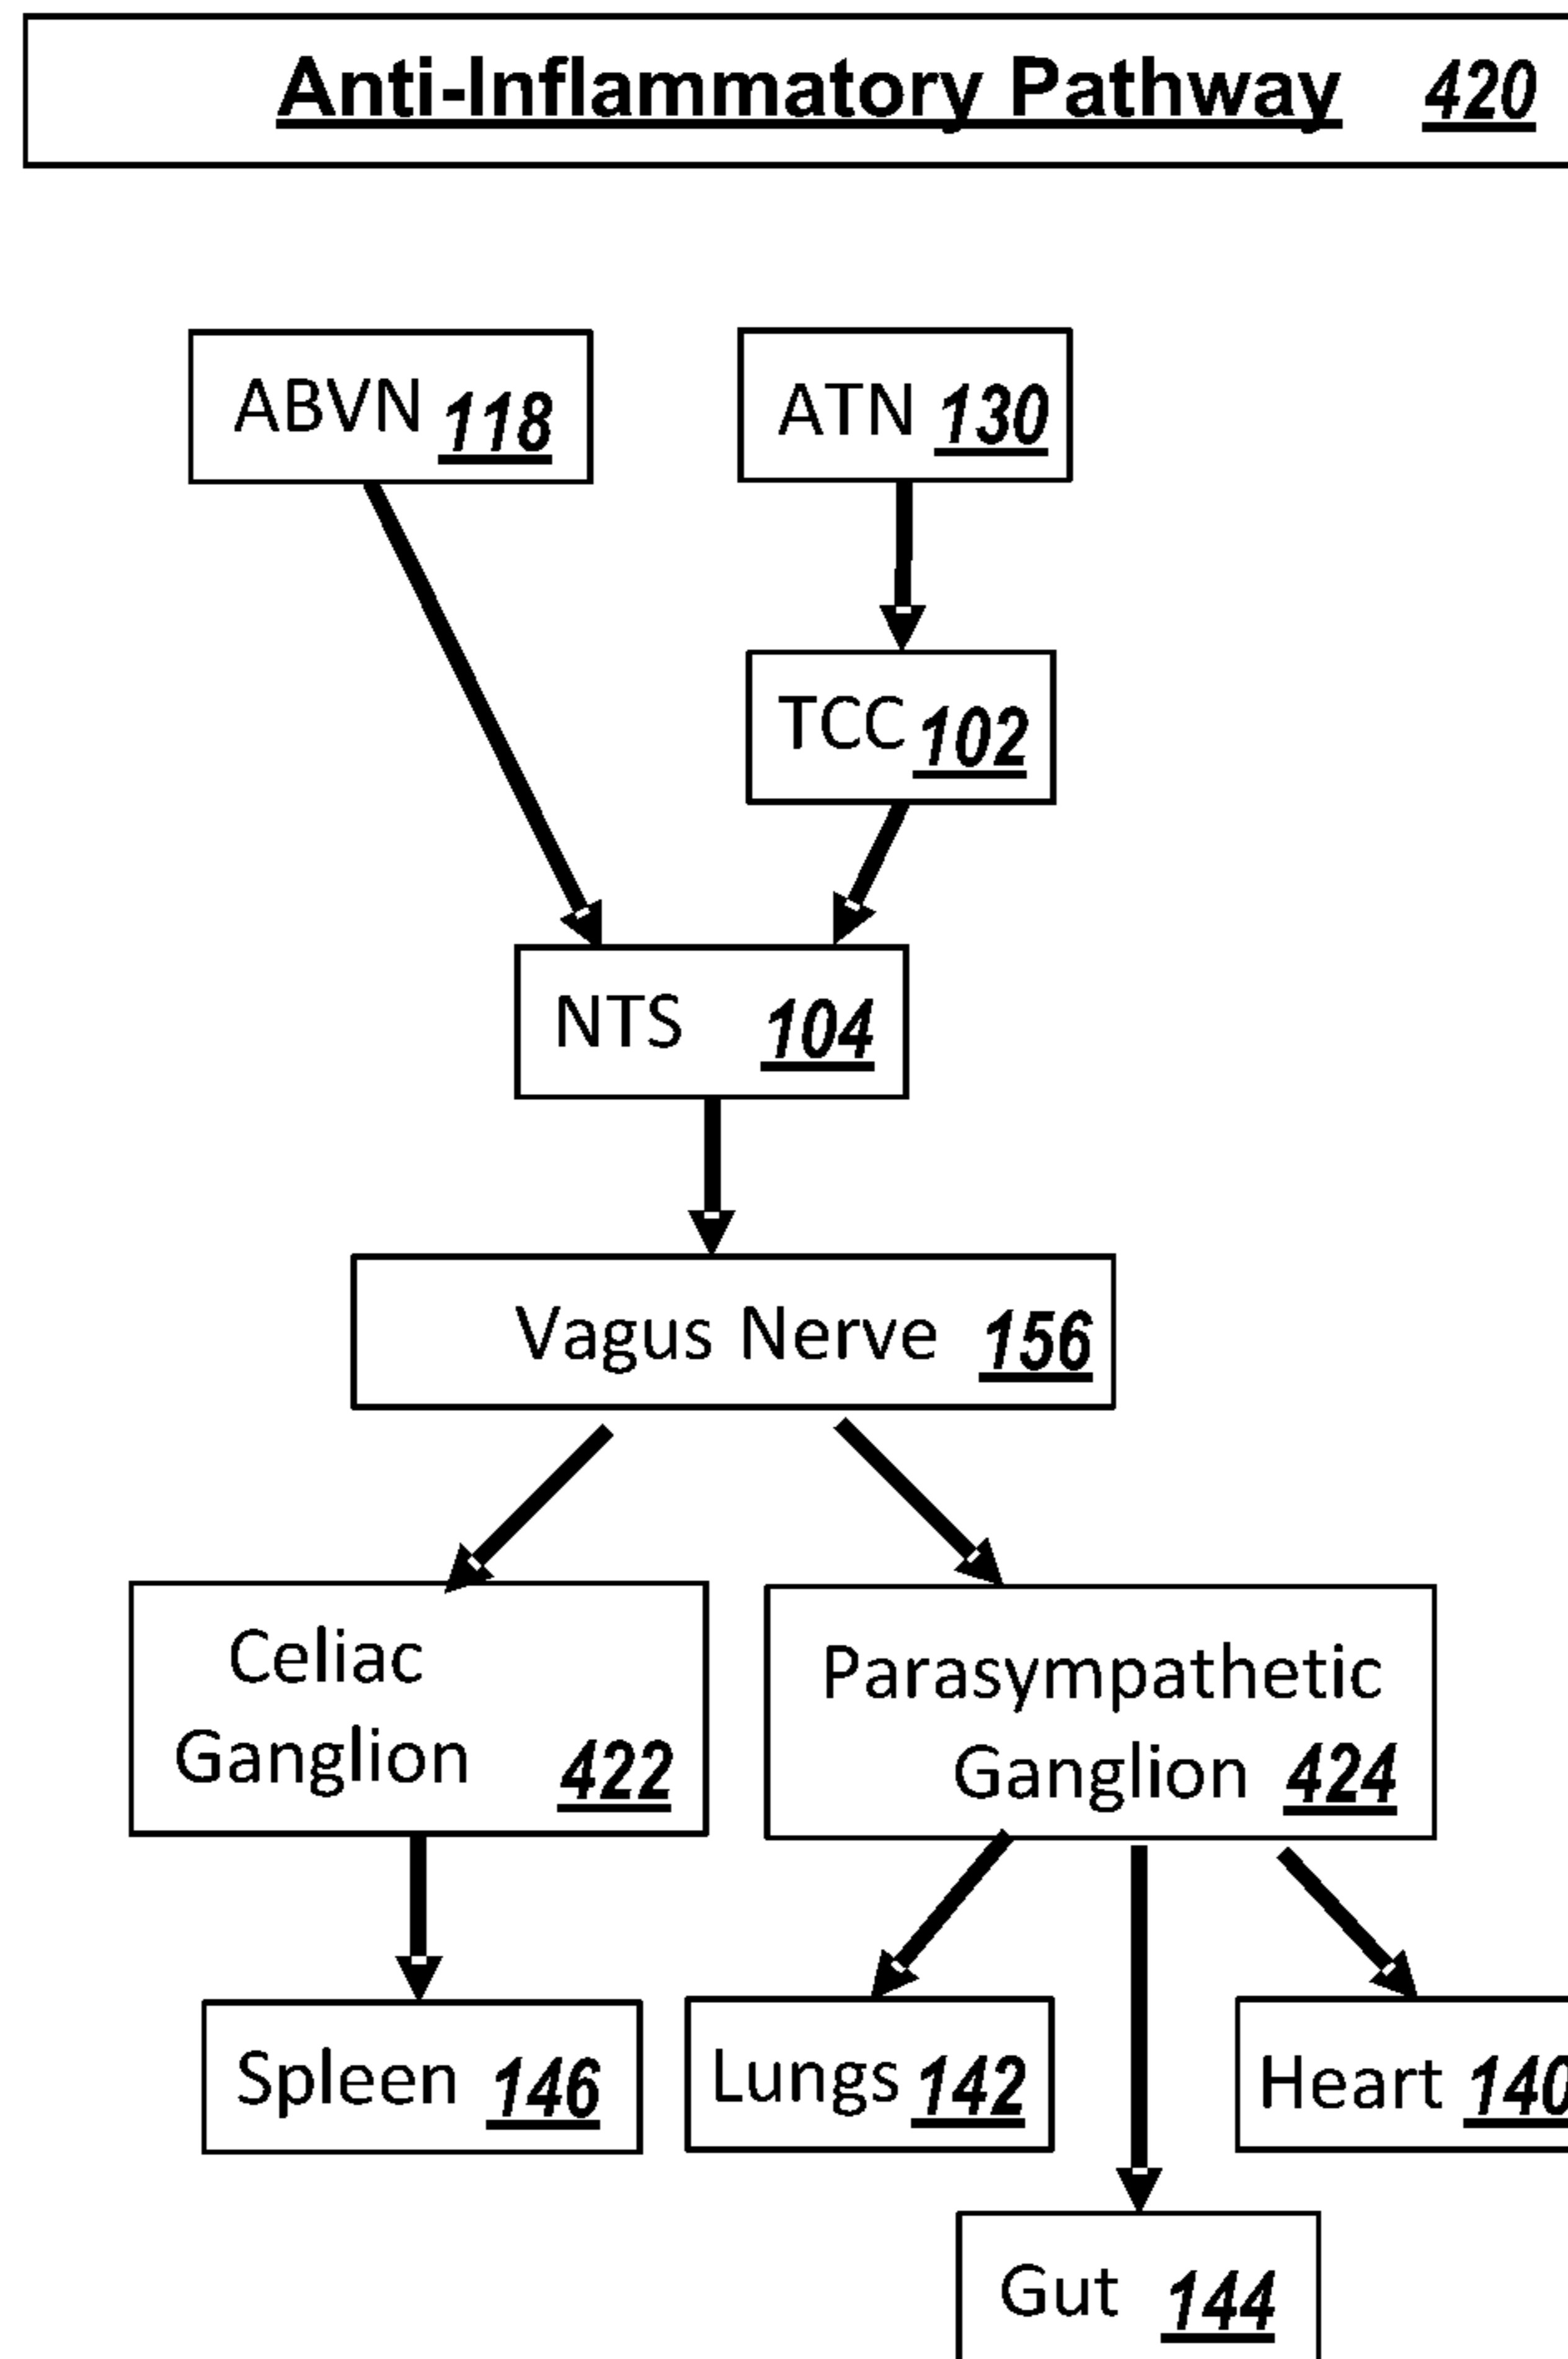 Anti-Inflammatory Pathway 420
ABVN 118
ATN 130
TCC 102
NTS 104
Vagus Nerve 156
Celiac
Ganglion 422
Parasympathetic
Ganglion 424
Spleen 146
Lungs 142
Heart 140
Gut 144